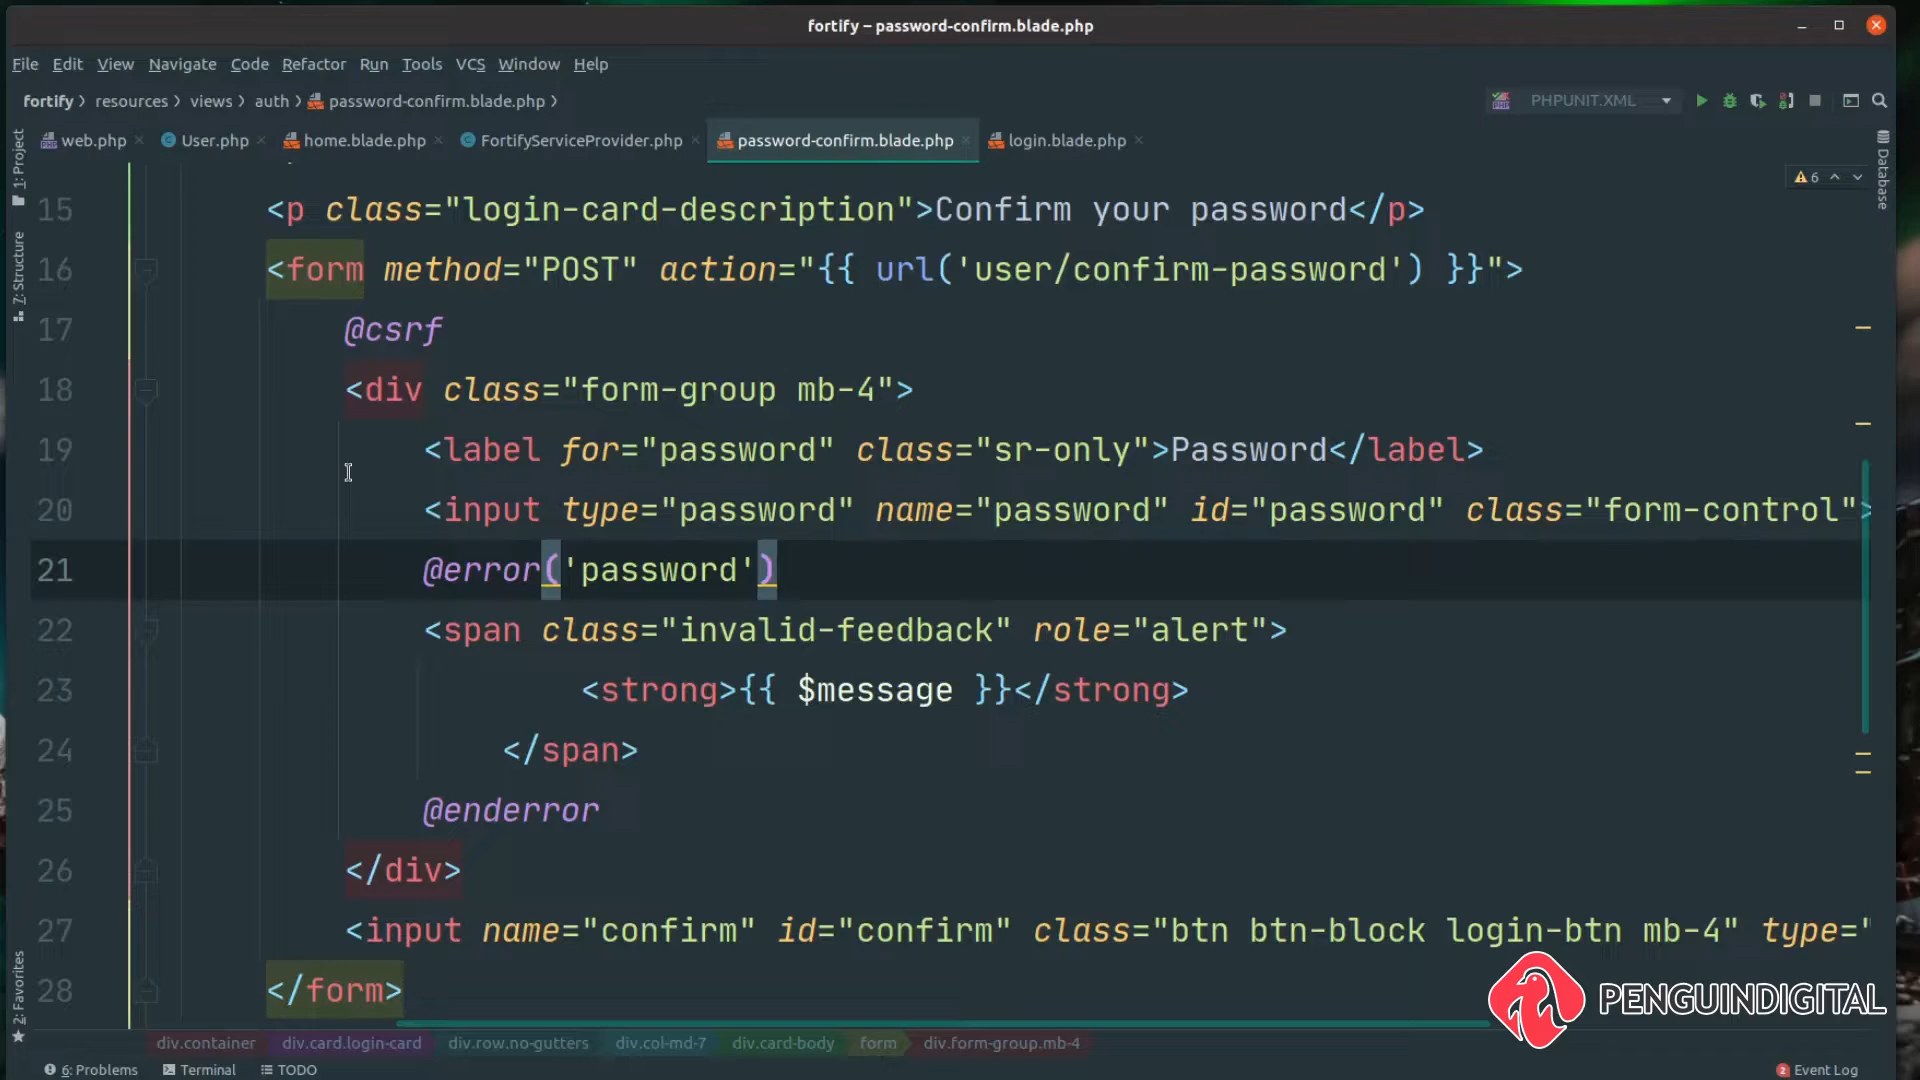 fortify – password-confirm.blade.php
File Edit View Navigate Code Refactor Run Tools VCS Window Help
fortify resources views auth password-confirm.blade.php
PHPUNIT.XML
web.php User.php home.blade.php FortifyServiceProvider.php password-confirm.blade.php login.blade.php
1: Project
7: Structure
2: Favorites
Database
6
15 <p class="login-card-description">Confirm your password</p>
16 <form method="POST" action="{{ url('user/confirm-password') }}">
17 @csrf
18 <div class="form-group mb-4">
19 <label for="password" class="sr-only">Password</label>
20 <input type="password" name="password" id="password" class="form-control">
21 @error('password')
22 <span class="invalid-feedback" role="alert">
23 <strong>{{ $message }}</strong>
24 </span>
25 @enderror
26 </div>
27 <input name="confirm" id="confirm" class="btn btn-block login-btn mb-4" type="
28 </form>
PENGUINDIGITAL
div.container div.card.login-card div.row.no-gutters div.col-md-7 div.card-body form div.form-group.mb-4
6: Problems Terminal TODO
2 Event Log